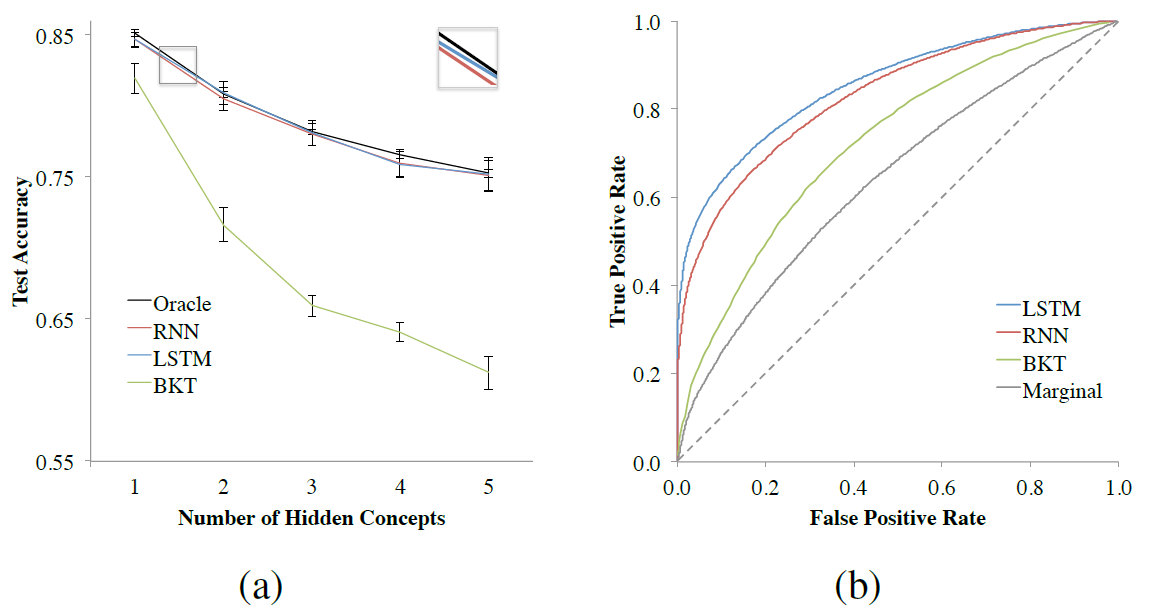 0.85
0.75
0.65
0.55
Test Accuracy
Oracle
RNN
LSTM
BKT
1 2 3 4 5
Number of Hidden Concepts
(a)
1.0
0.8
0.6
0.4
0.2
0.0
True Positive Rate
LSTM
RNN
BKT
Marginal
0.0 0.2 0.4 0.6 0.8 1.0
False Positive Rate
(b)